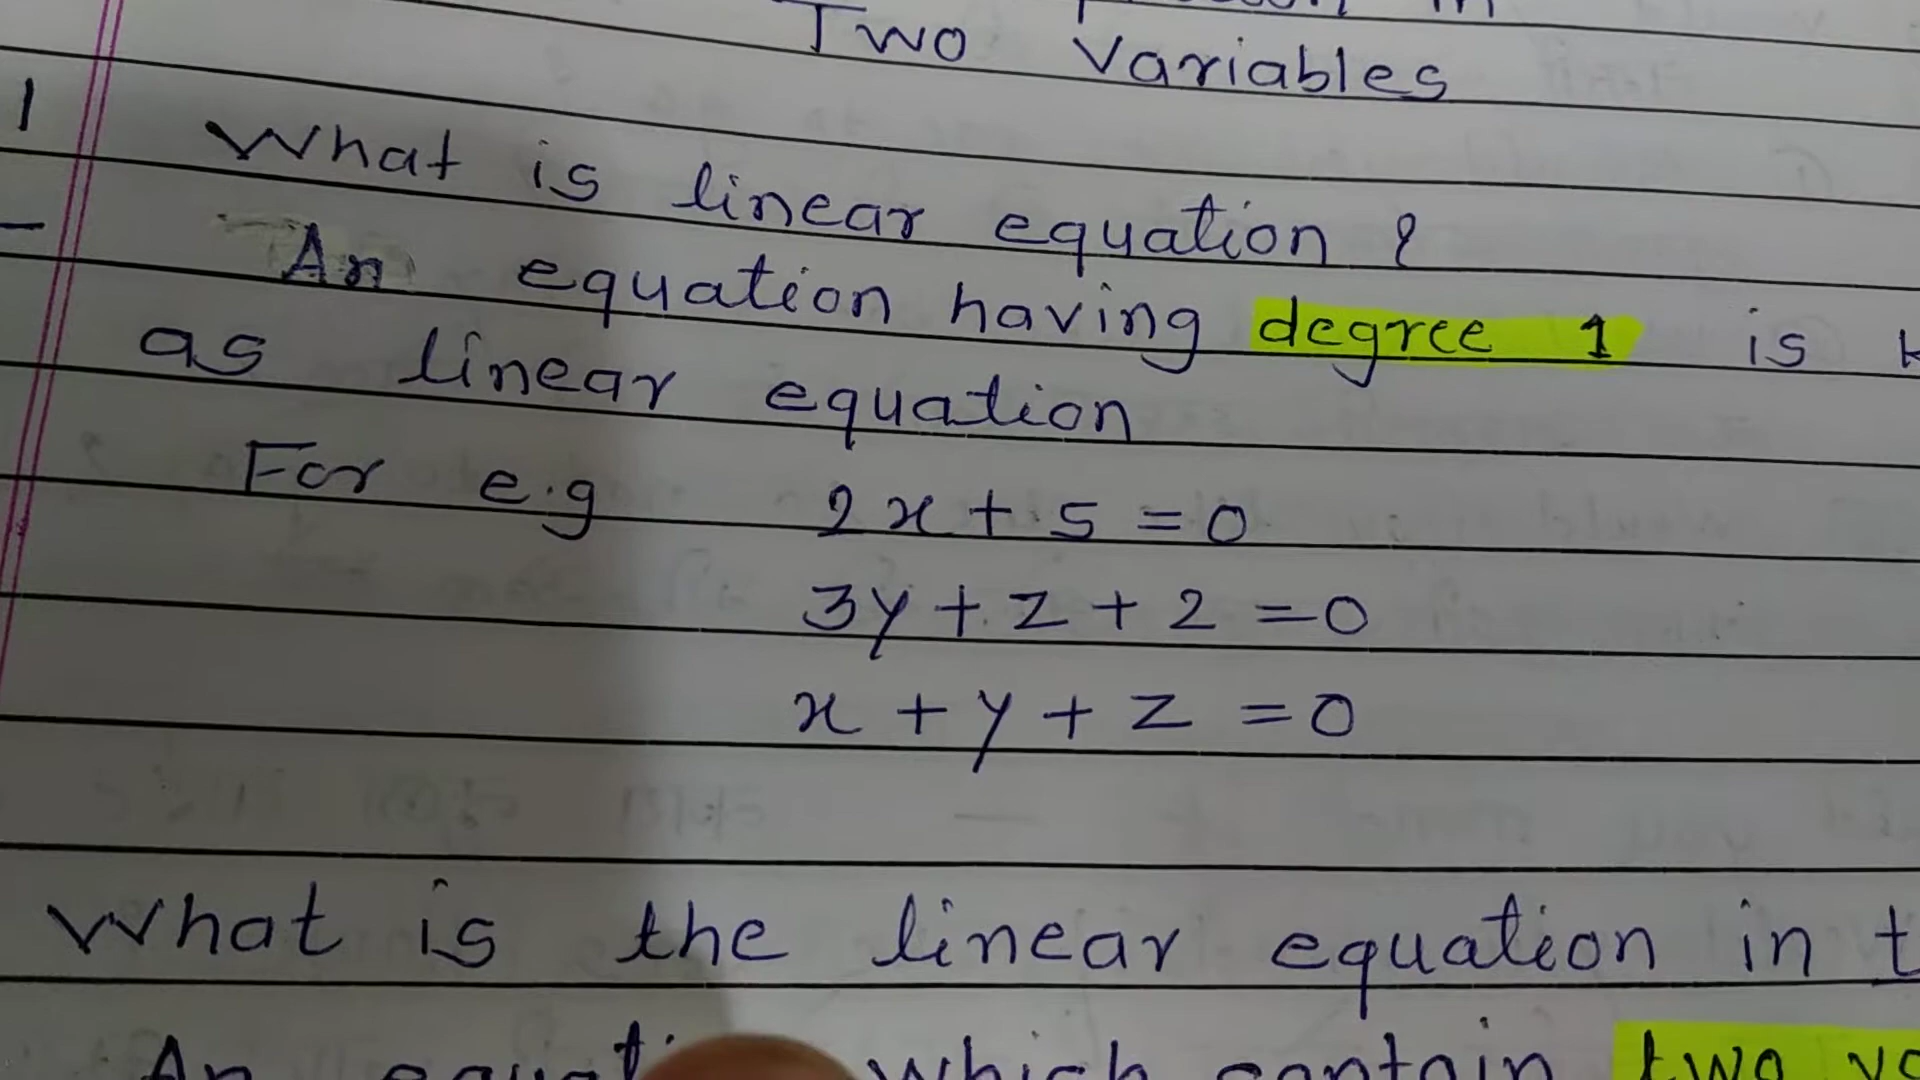 Two Variables
1 What is linear equation ?
- An equation having degree 1 is
as linear equation
For e.g 2x + 5 = 0
3y + z + 2 = 0
x + y + z = 0
What is the linear equation in
An which contain two